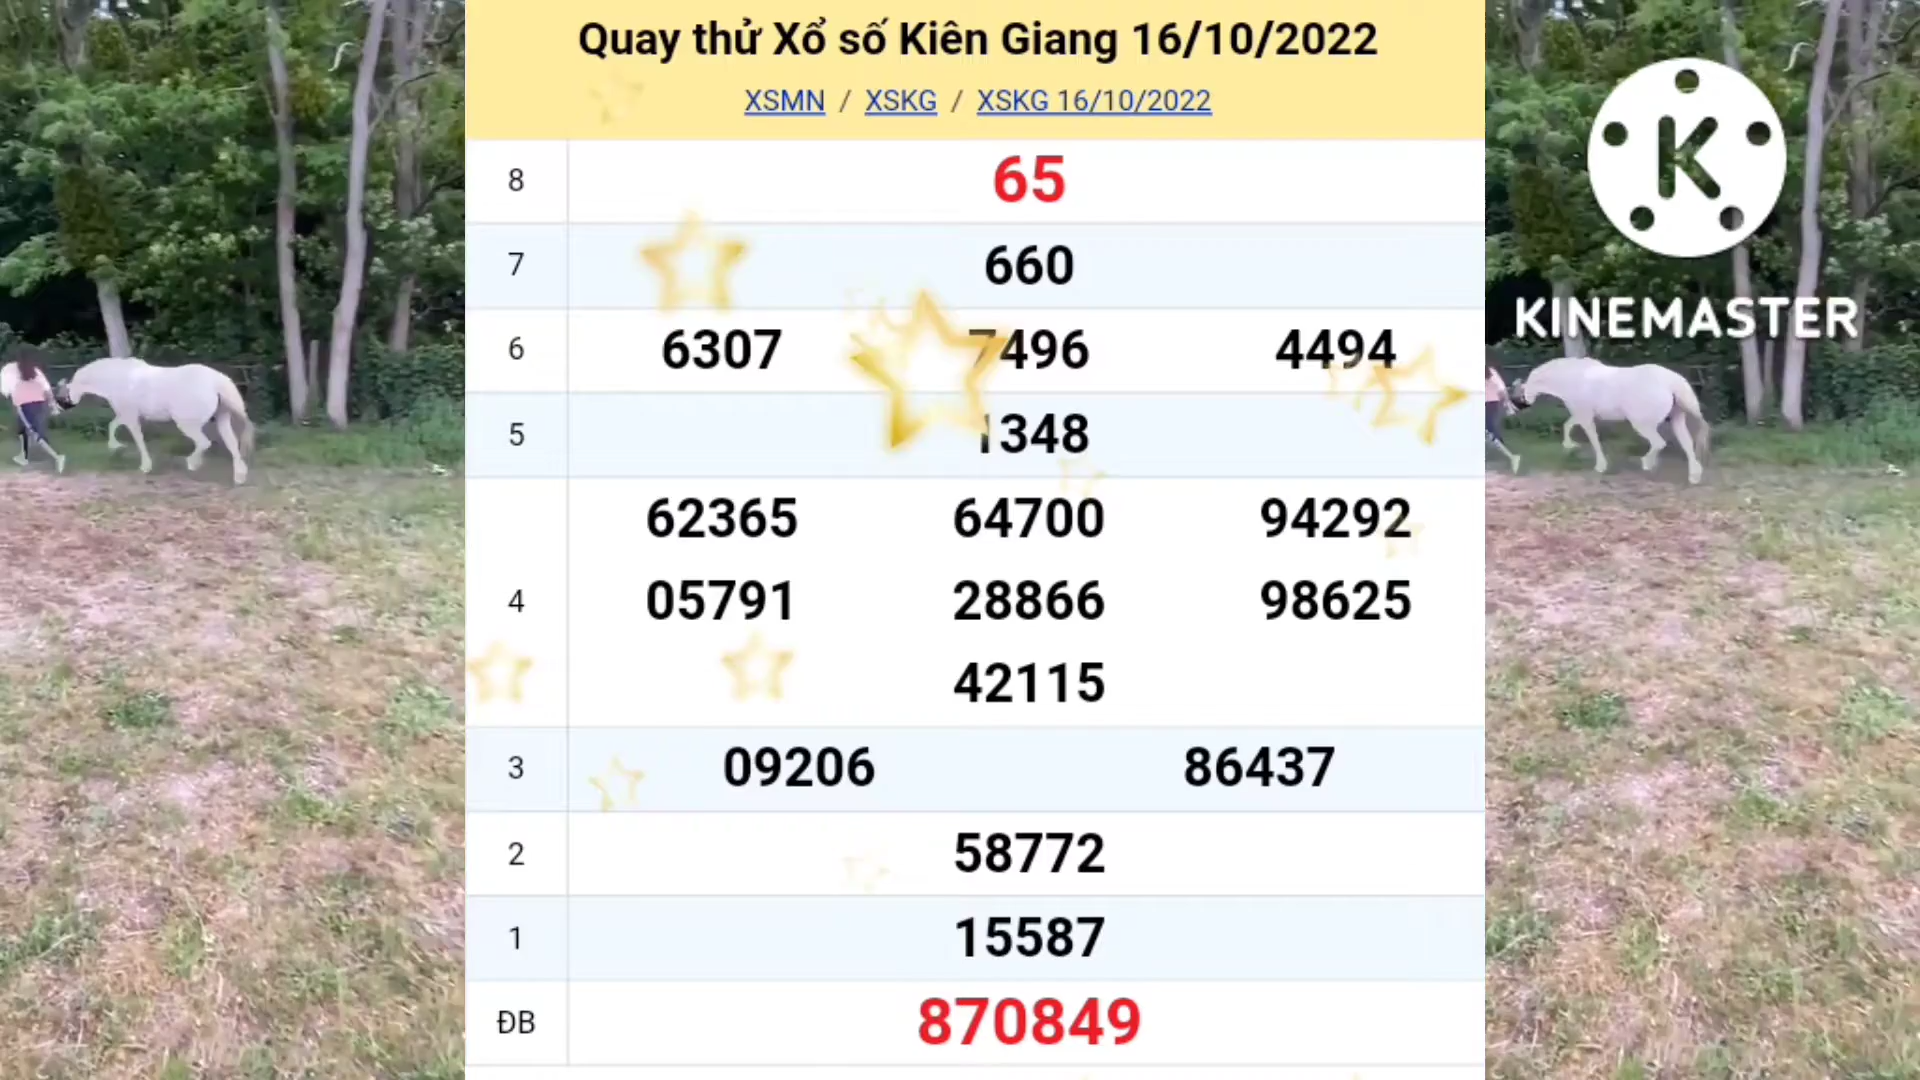 Quay thử Xổ số Kiên Giang 16/10/2022
XSMN / XSKG / XSKG 16/10/2022
8 65
7 660
6 6307 7496 4494
5 1348
62365 64700 94292
4 05791 28866 98625
42115
3 09206 86437
2 58772
1 15587
ĐB 870849
K
KINEMASTER